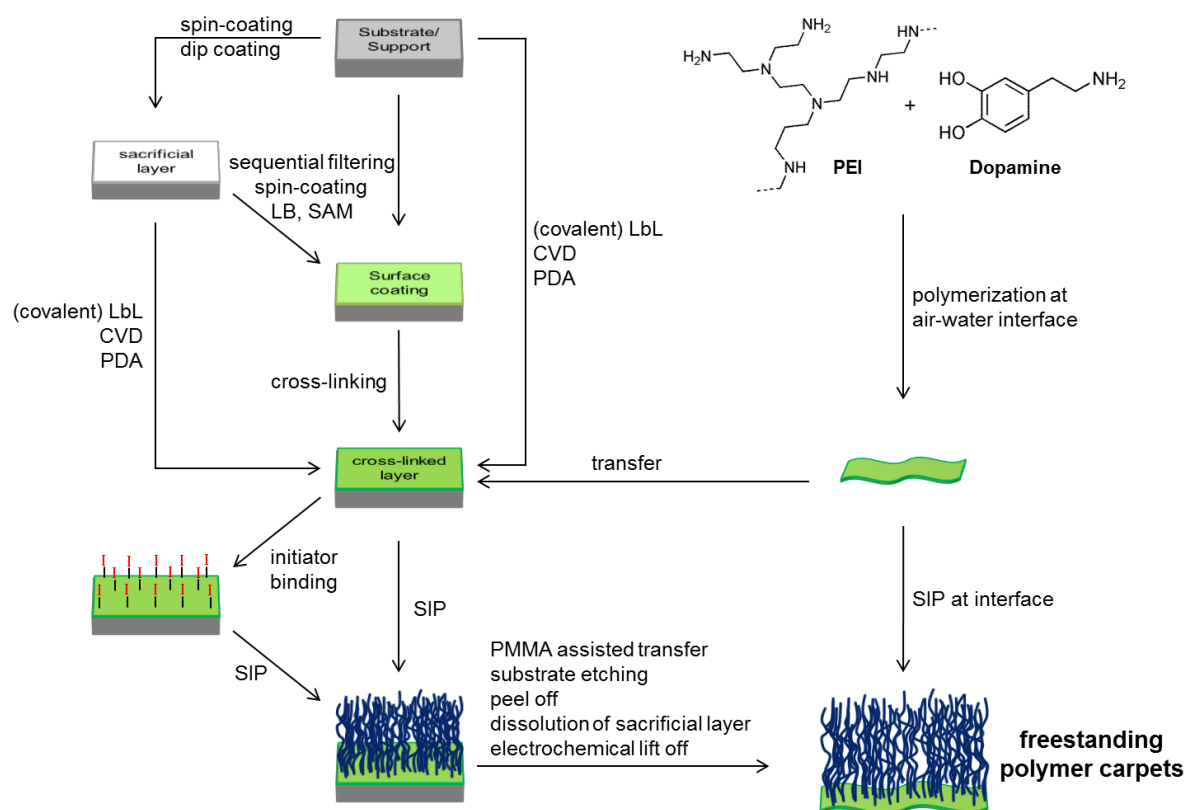 spin-coating
dip coating
Substrate/
Support
NH₂
H₂N
N
N
NH
HN
NH
PEI
+
HO
HO
NH₂
Dopamine
sacrificial
layer
sequential filtering
spin-coating
LB, SAM
(covalent) LbL
CVD
PDA
Surface
coating
polymerization at
air-water interface
(covalent) LbL
CVD
PDA
cross-linking
cross-linked
layer
transfer
I I I I I I
I I I I
I I I I I
initiator
binding
SIP
SIP at interface
SIP
PMMA assisted transfer
substrate etching
peel off
dissolution of sacrificial layer
electrochemical lift off
freestanding
polymer carpets